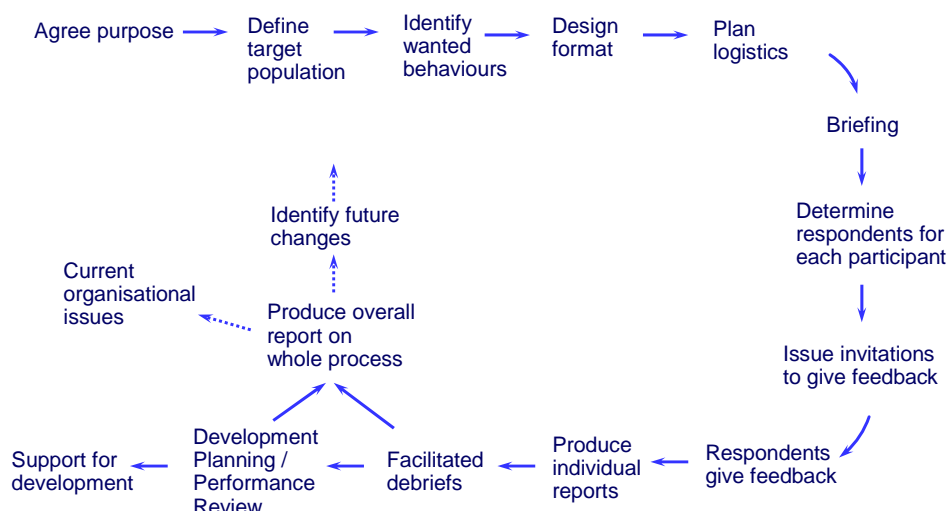 Agree purpose
Define
target
population
Identify
wanted
behaviours
Design
format
Plan
logistics
Briefing
Determine
respondents for
each participant
Issue invitations
to give feedback
Respondents
give feedback
Produce
individual
reports
Facilitated
debriefs
Development
Planning /
Performance
Review
Support for
development
Produce overall
report on
whole process
Current
organisational
issues
Identify future
changes